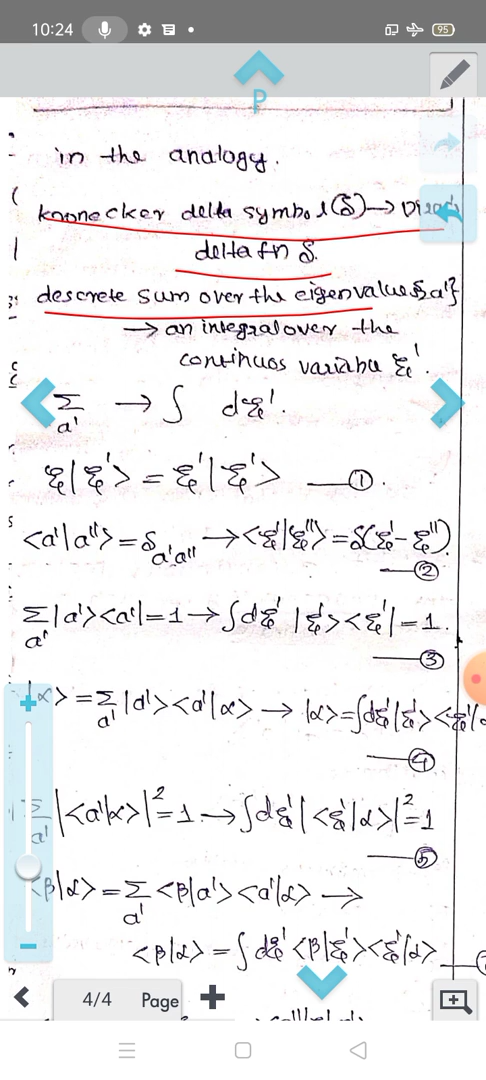 10:24
95
P
in the analogy.
kronecker delta symbol (δ) → Dirac
delta fn δ.
descrete sum over the eigenvalues {a'}
→ an integral over the
continuos variable ξ'.
Σ → ∫ dξ'.
a'
ξ|ξ'> = ξ'|ξ'> —①.
<a'|a''> = δa'a'' → <ξ'|ξ''> = δ(ξ'-ξ'')
—②
Σ|a'><a'| = 1 → ∫dξ' |ξ'><ξ'| = 1.
a'
—③
|α> = Σ|a'><a'|α> → |α> = ∫dξ'|ξ'><ξ'|α
a'
—④
Σ|<a'|α>|² = 1 → ∫dξ'|<ξ'|α>|² = 1
a'
—⑤
<β|α> = Σ <β|a'><a'|α> →
a'
<β|α> = ∫ dξ' <β|ξ'><ξ'|α>
4/4 Page